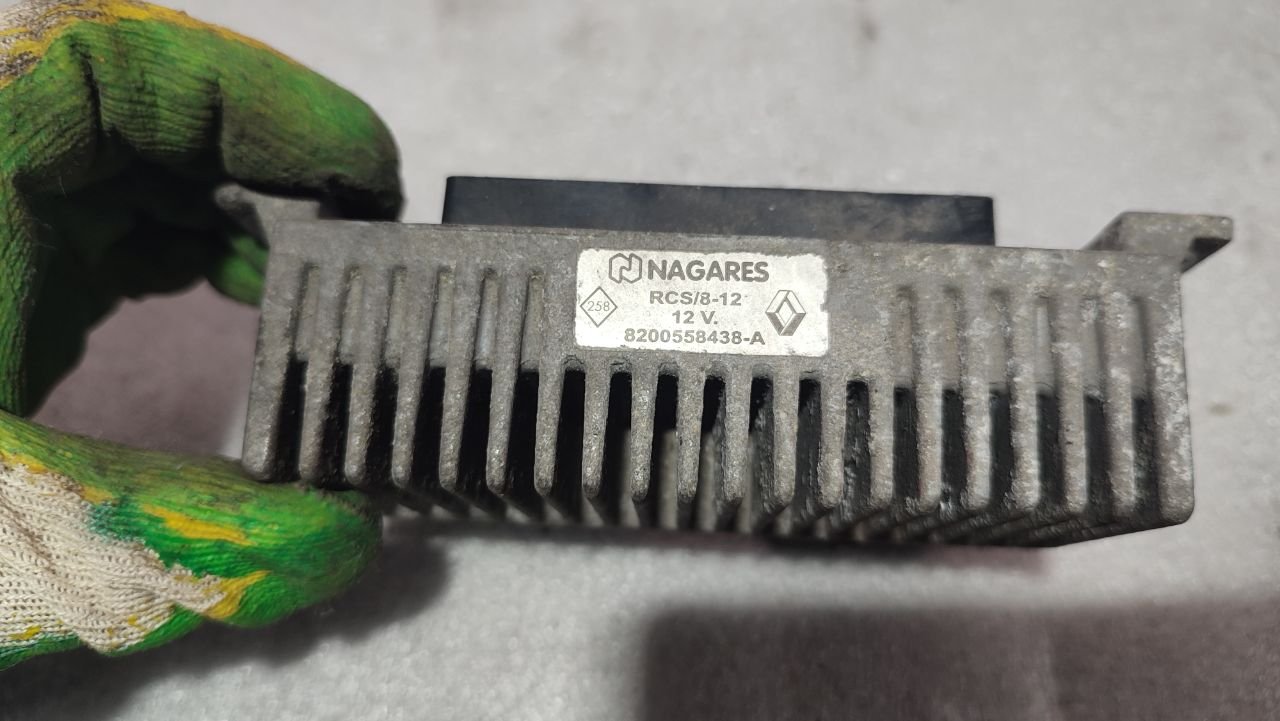 NAGARES
RCS/8-12
258
12 V.
8200558438-A